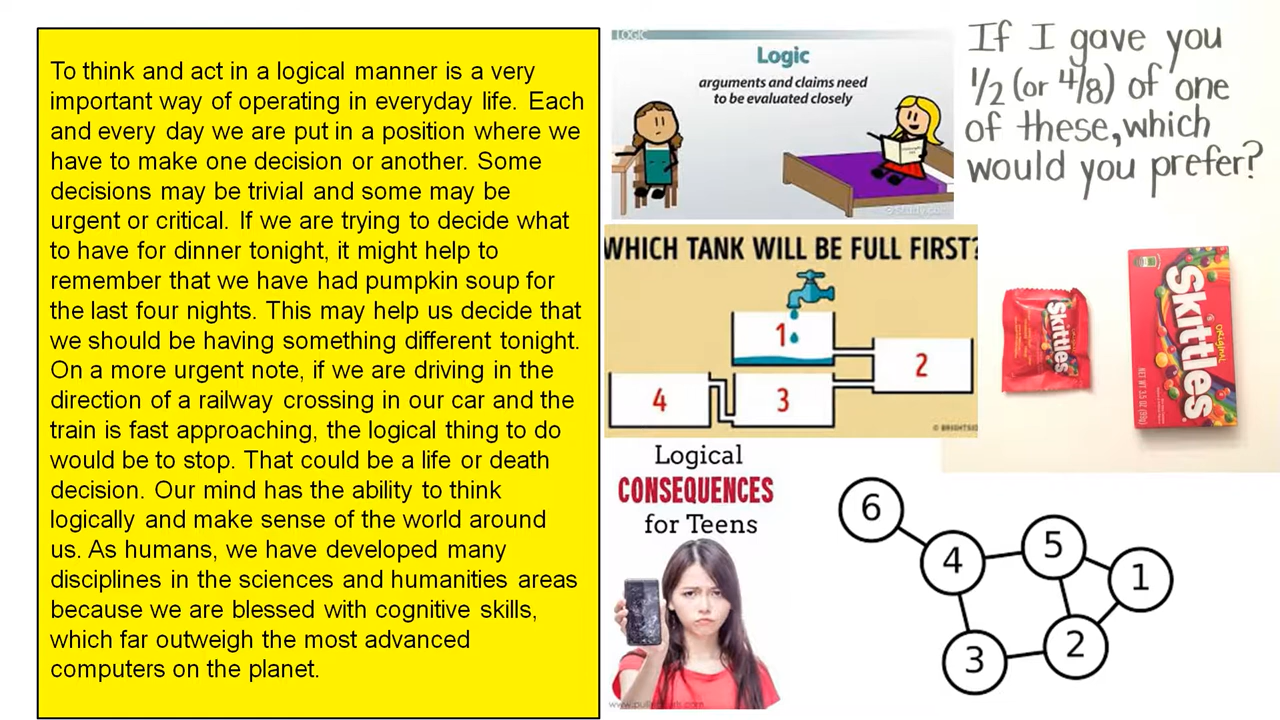 To think and act in a logical manner is a very
important way of operating in everyday life. Each
and every day we are put in a position where we
have to make one decision or another. Some
decisions may be trivial and some may be
urgent or critical. If we are trying to decide what
to have for dinner tonight, it might help to
remember that we have had pumpkin soup for
the last four nights. This may help us decide that
we should be having something different tonight.
On a more urgent note, if we are driving in the
direction of a railway crossing in our car and the
train is fast approaching, the logical thing to do
would be to stop. That could be a life or death
decision. Our mind has the ability to think
logically and make sense of the world around
us. As humans, we have developed many
disciplines in the sciences and humanities areas
because we are blessed with cognitive skills,
which far outweigh the most advanced
computers on the planet.
LOGIC
Logic
arguments and claims need
to be evaluated closely
If I gave you
1/2 (or 4/8) of one
of these, which
would you prefer?
WHICH TANK WILL BE FULL FIRST?
1
2
3
4
Skittles
ORIGINAL
Skittles
NET WT 3.5 OZ (99g)
Logical
CONSEQUENCES
for Teens
6
4
5
1
3
2